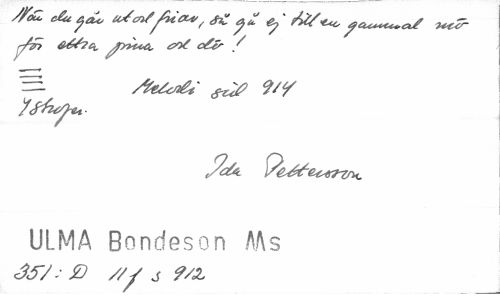 När du går ut och friar, så gå ej till en gammal mö
för ettra pina och dö!
4 strofer.
Melodi sid 914
Ida Pettersson
ULMA Bondeson Ms
351:D 11 f s 912